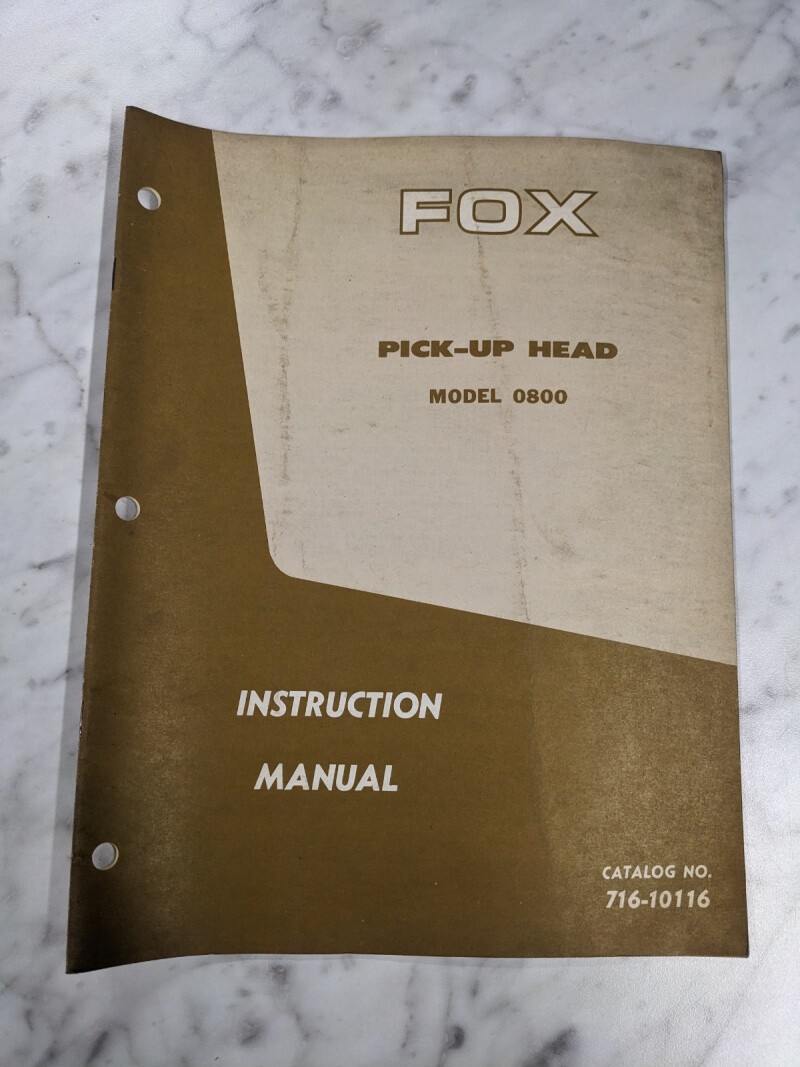 FOX
PICK-UP HEAD
MODEL 0800
INSTRUCTION
MANUAL
CATALOG NO.
716-10116